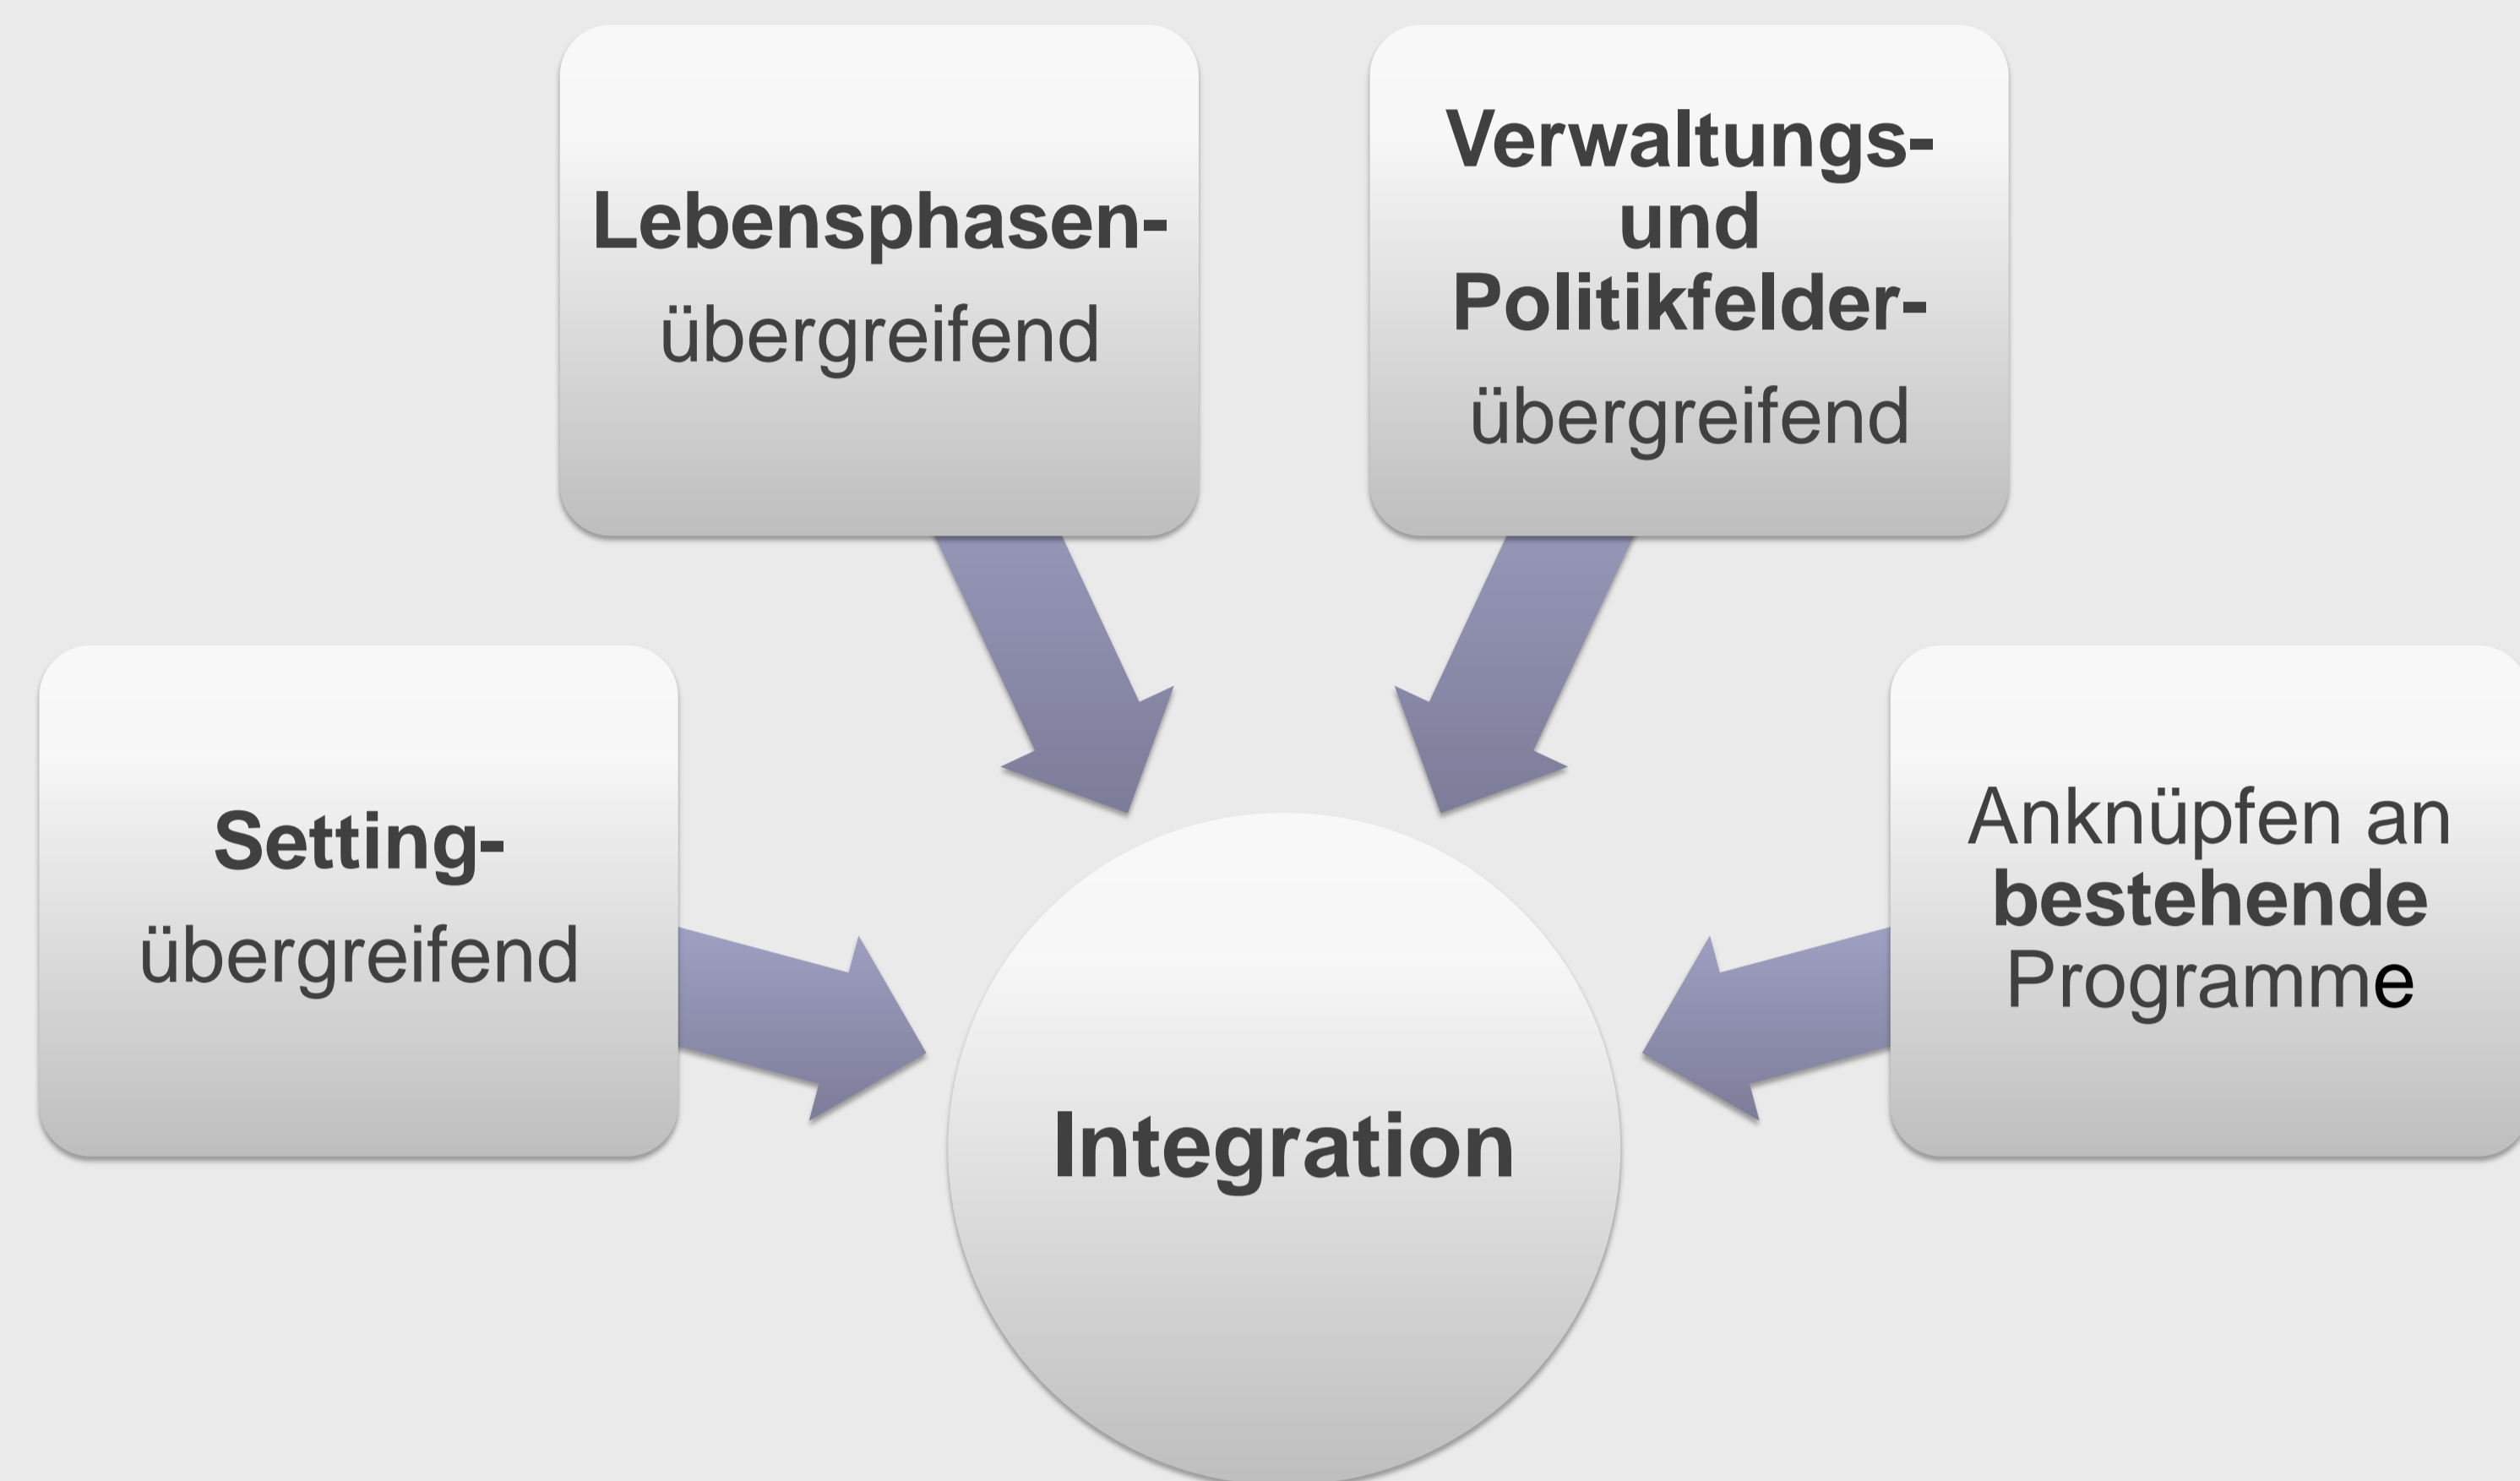 Lebensphasen-
übergreifend
Verwaltungs-
und
Politikfelder-
übergreifend
Setting-
übergreifend
Anknüpfen an
bestehende
Programme
Integration